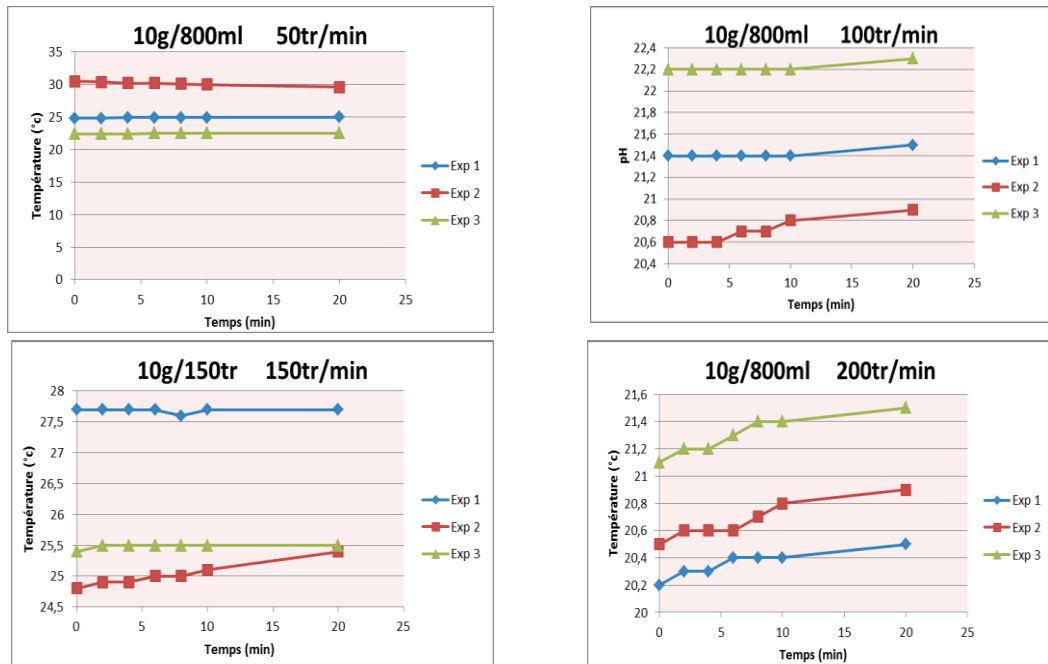 10g/800ml 50tr/min
35
30
25
20
15
10
5
0
Température (°c)
0 5 10 15 20 25
Temps (min)
Exp 1
Exp 2
Exp 3
10g/800ml 100tr/min
22,4
22,2
22
21,8
21,6
21,4
21,2
21
20,8
20,6
20,4
pH
0 5 10 15 20 25
Temps (min)
Exp 1
Exp 2
Exp 3
10g/150tr 150tr/min
28
27,5
27
26,5
26
25,5
25
24,5
Température (°c)
0 5 10 15 20 25
Temps (min)
Exp 1
Exp 2
Exp 3
10g/800ml 200tr/min
21,6
21,4
21,2
21
20,8
20,6
20,4
20,2
20
Température (°c)
0 5 10 15 20 25
Temps (min)
Exp 1
Exp 2
Exp 3